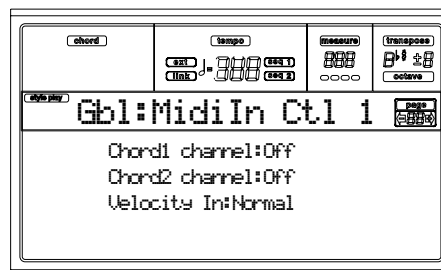 chord
tempo
measure
transpose
ext
seq 1
link
seq 2
octave
style play
Gbl:MidiIn Ctl 1
page
Chord1 channel:Off
Chord2 channel:Off
Velocity In:Normal